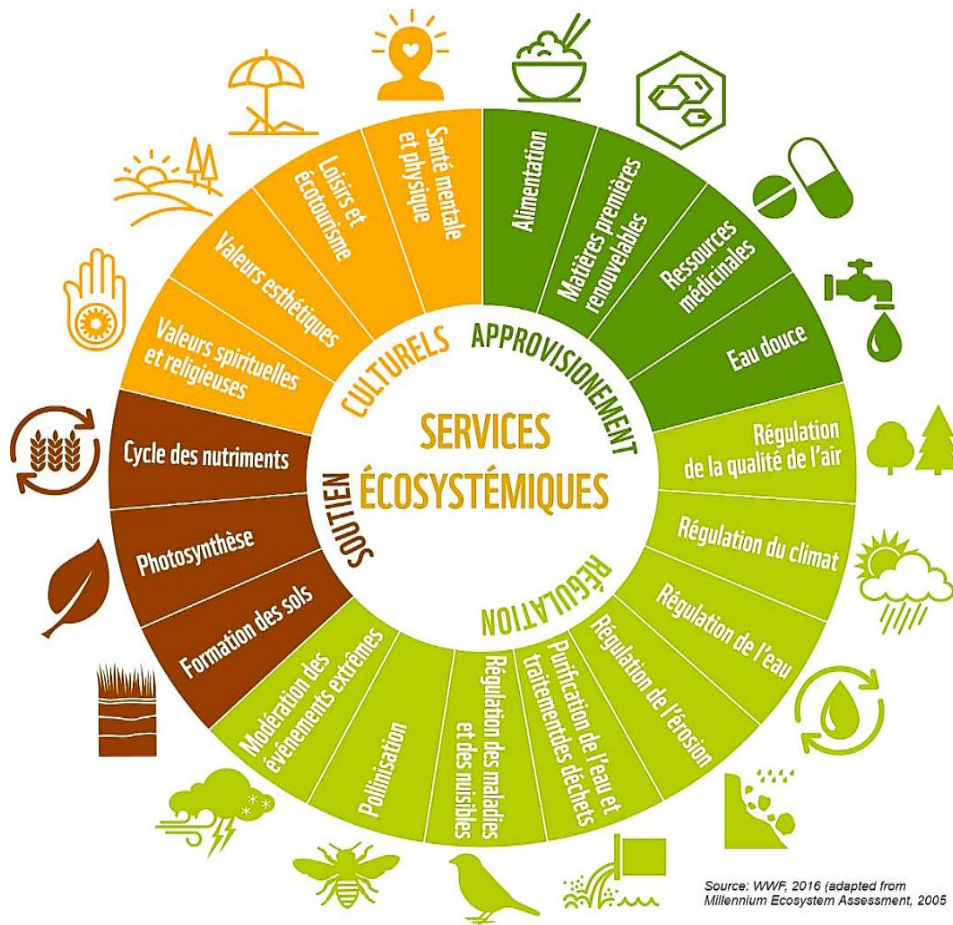 SERVICES
ÉCOSYSTÉMIQUES
APPROVISIONEMENT
Alimentation
Matières premières
renouvelables
Ressources
médicinales
Eau douce
RÉGULATION
Régulation
de la qualité de l'air
Régulation du climat
Régulation de l'eau
Régulation de l'érosion
Purification de l'eau et
traitementdes déchets
Régulation des maladies
et des nuisibles
Pollinisation
Modération des
événements extrêmes
SOUTIEN
Formation des sols
Photosynthèse
Cycle des nutriments
CULTURELS
Valeurs spirituelles
et religieuses
Valeurs esthétiques
Loisirs et
écotourisme
Santé mentale
et physique
Source: WWF, 2016 (adapted from
Millennium Ecosystem Assessment, 2005